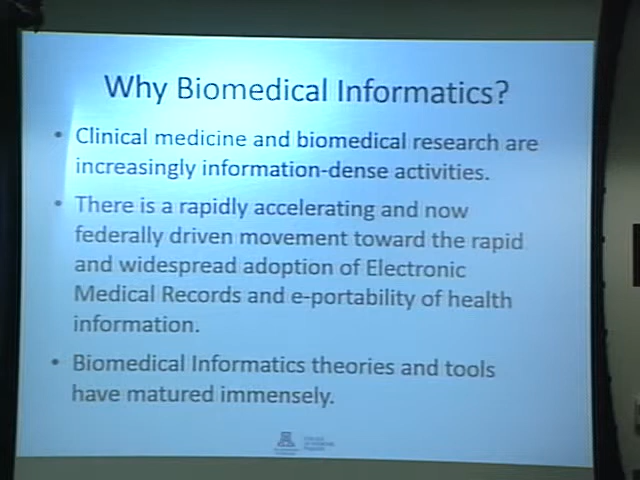 Why Biomedical Informatics?
• Clinical medicine and biomedical research are
increasingly information-dense activities.
• There is a rapidly accelerating and now
federally driven movement toward the rapid
and widespread adoption of Electronic
Medical Records and e-portability of health
information.
• Biomedical Informatics theories and tools
have matured immensely.